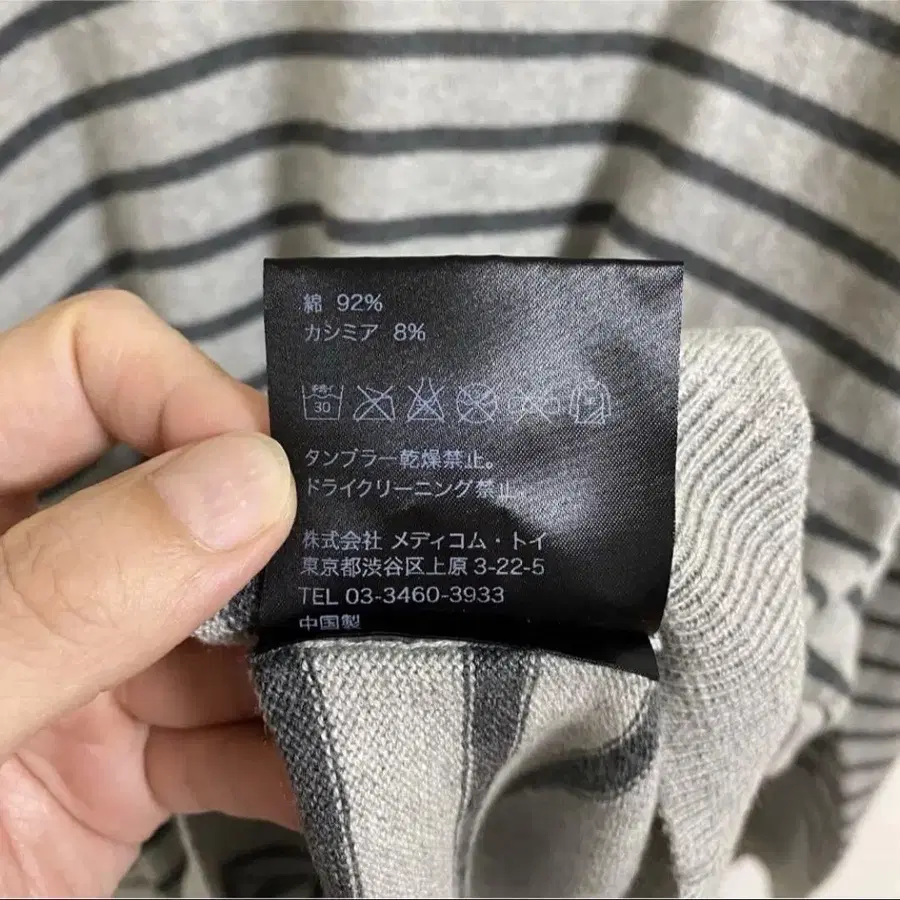 綿 92%
カシミア 8%
手洗イ
30
タンブラー乾燥禁止。
ドライクリーニング禁止。
株式会社 メディコム・トイ
東京都渋谷区上原 3-22-5
TEL 03-3460-3933
中国製